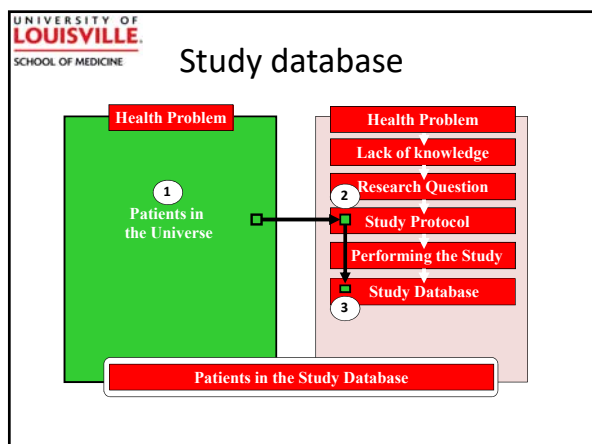 UNIVERSITY OF
LOUISVILLE.
SCHOOL OF MEDICINE
Study database
Health Problem
1
Patients in
the Universe
Health Problem
Lack of knowledge
Research Question
2
Study Protocol
Performing the Study
Study Database
3
Patients in the Study Database